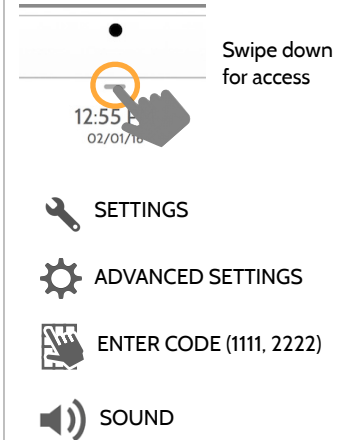 Swipe down
for access
12:55 P
02/01/18
SETTINGS
ADVANCED SETTINGS
ENTER CODE (1111, 2222)
SOUND